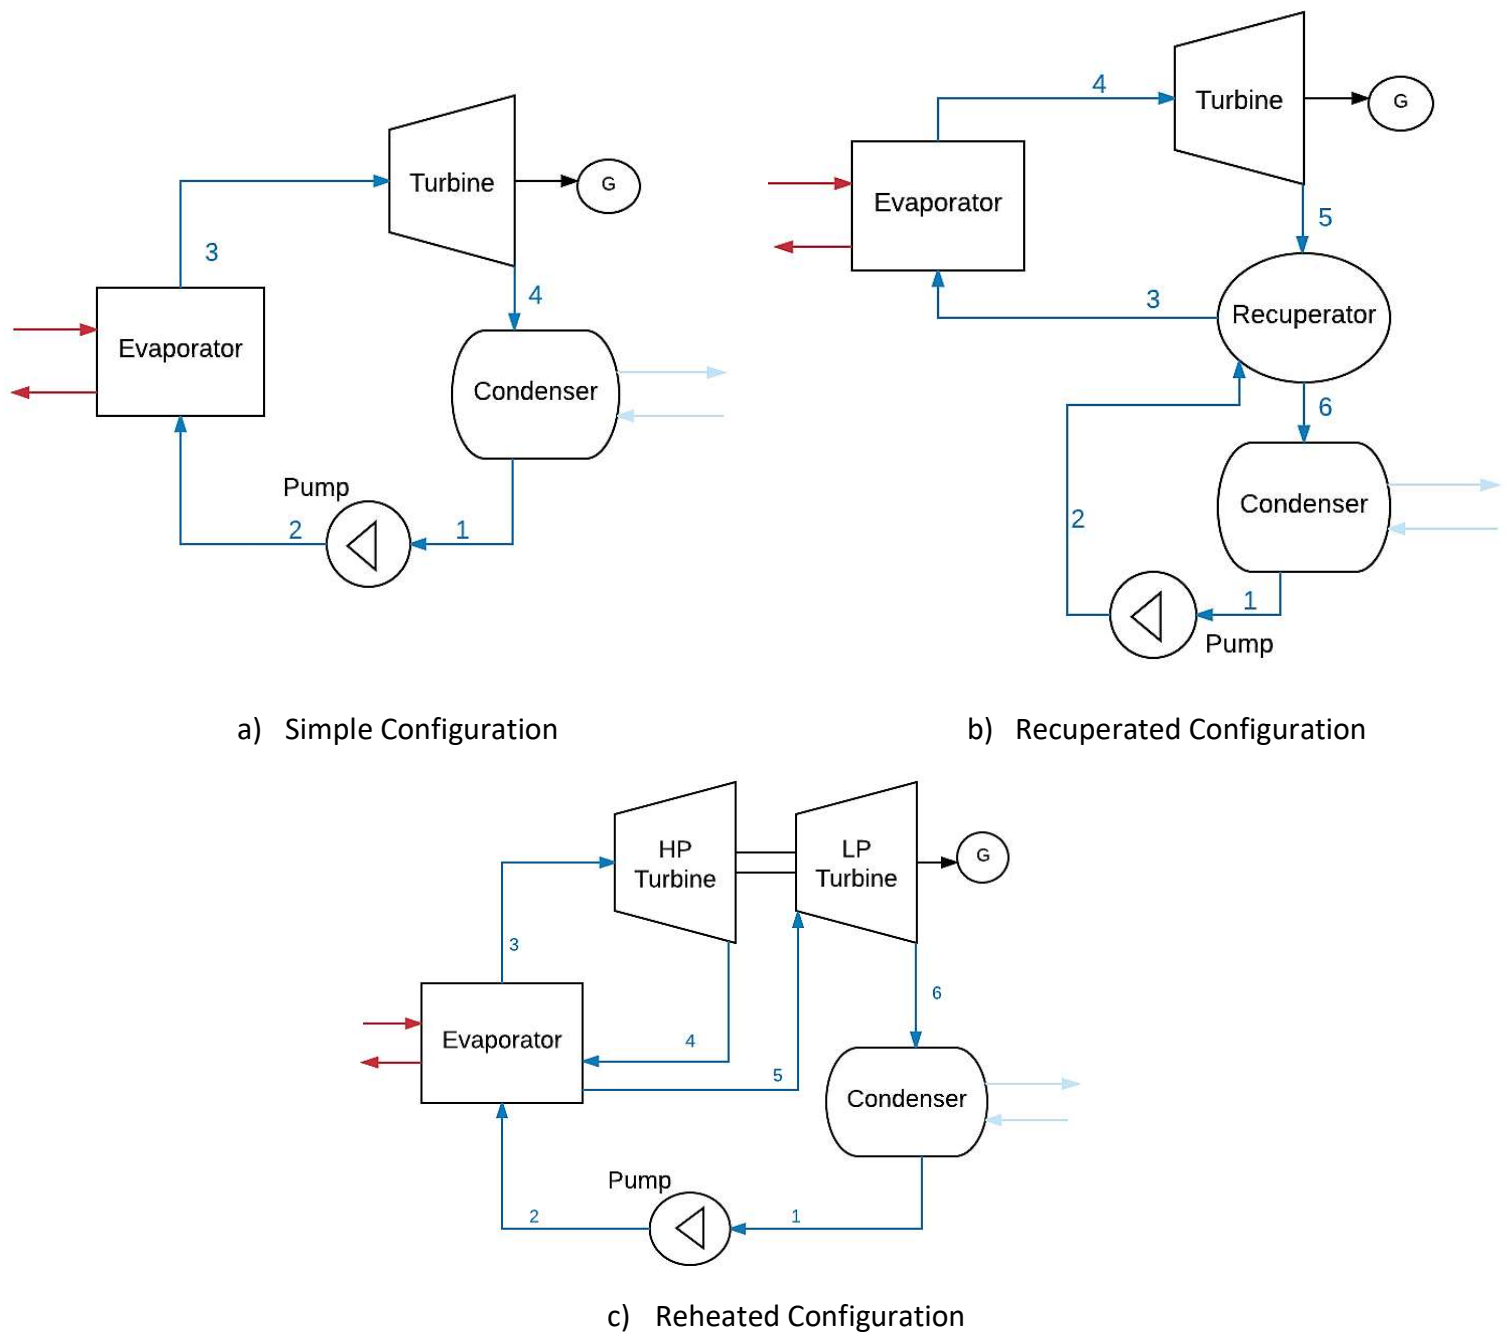 Turbine
G
3
4
Evaporator
Condenser
Pump
2
1
a) Simple Configuration
4
Turbine
G
Evaporator
5
3
Recuperator
6
Condenser
2
1
Pump
b) Recuperated Configuration
HP
Turbine
LP
Turbine
G
3
6
Evaporator
4
5
Condenser
Pump
2
1
c) Reheated Configuration